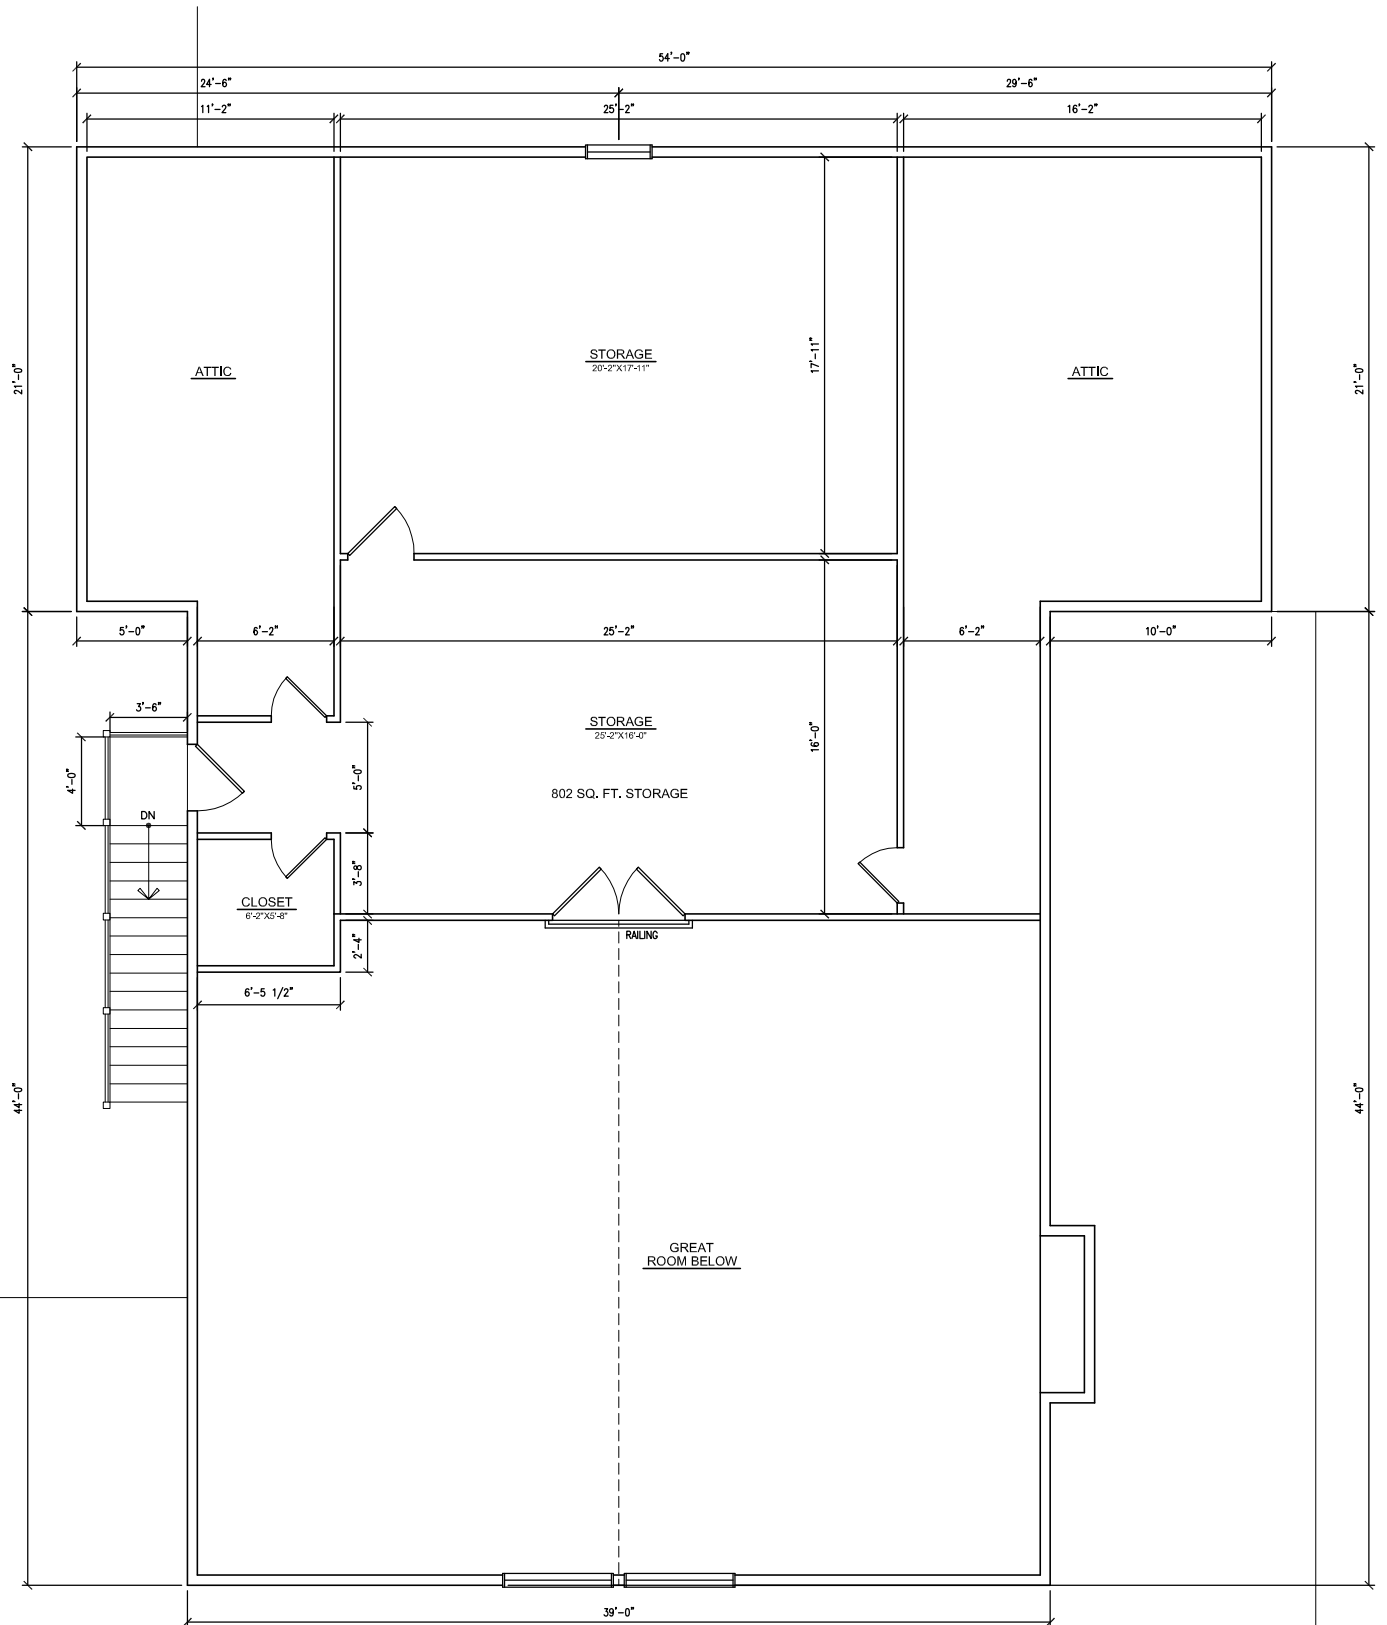 54'-0"
24'-6"
29'-6"
11'-2"
25'-2"
16'-2"
STORAGE
20'-2"X17'-11"
17'-11"
ATTIC
ATTIC
21'-0"
21'-0"
5'-0"
6'-2"
25'-2"
6'-2"
10'-0"
3'-6"
STORAGE
25'-2"X16'-0"
16'-0"
4'-0"
5'-0"
802 SQ. FT. STORAGE
DN
3'-8"
CLOSET
6'-2"X5'-8"
RAILING
2'-4"
6'-5 1/2"
44'-0"
44'-0"
GREAT
ROOM BELOW
39'-0"